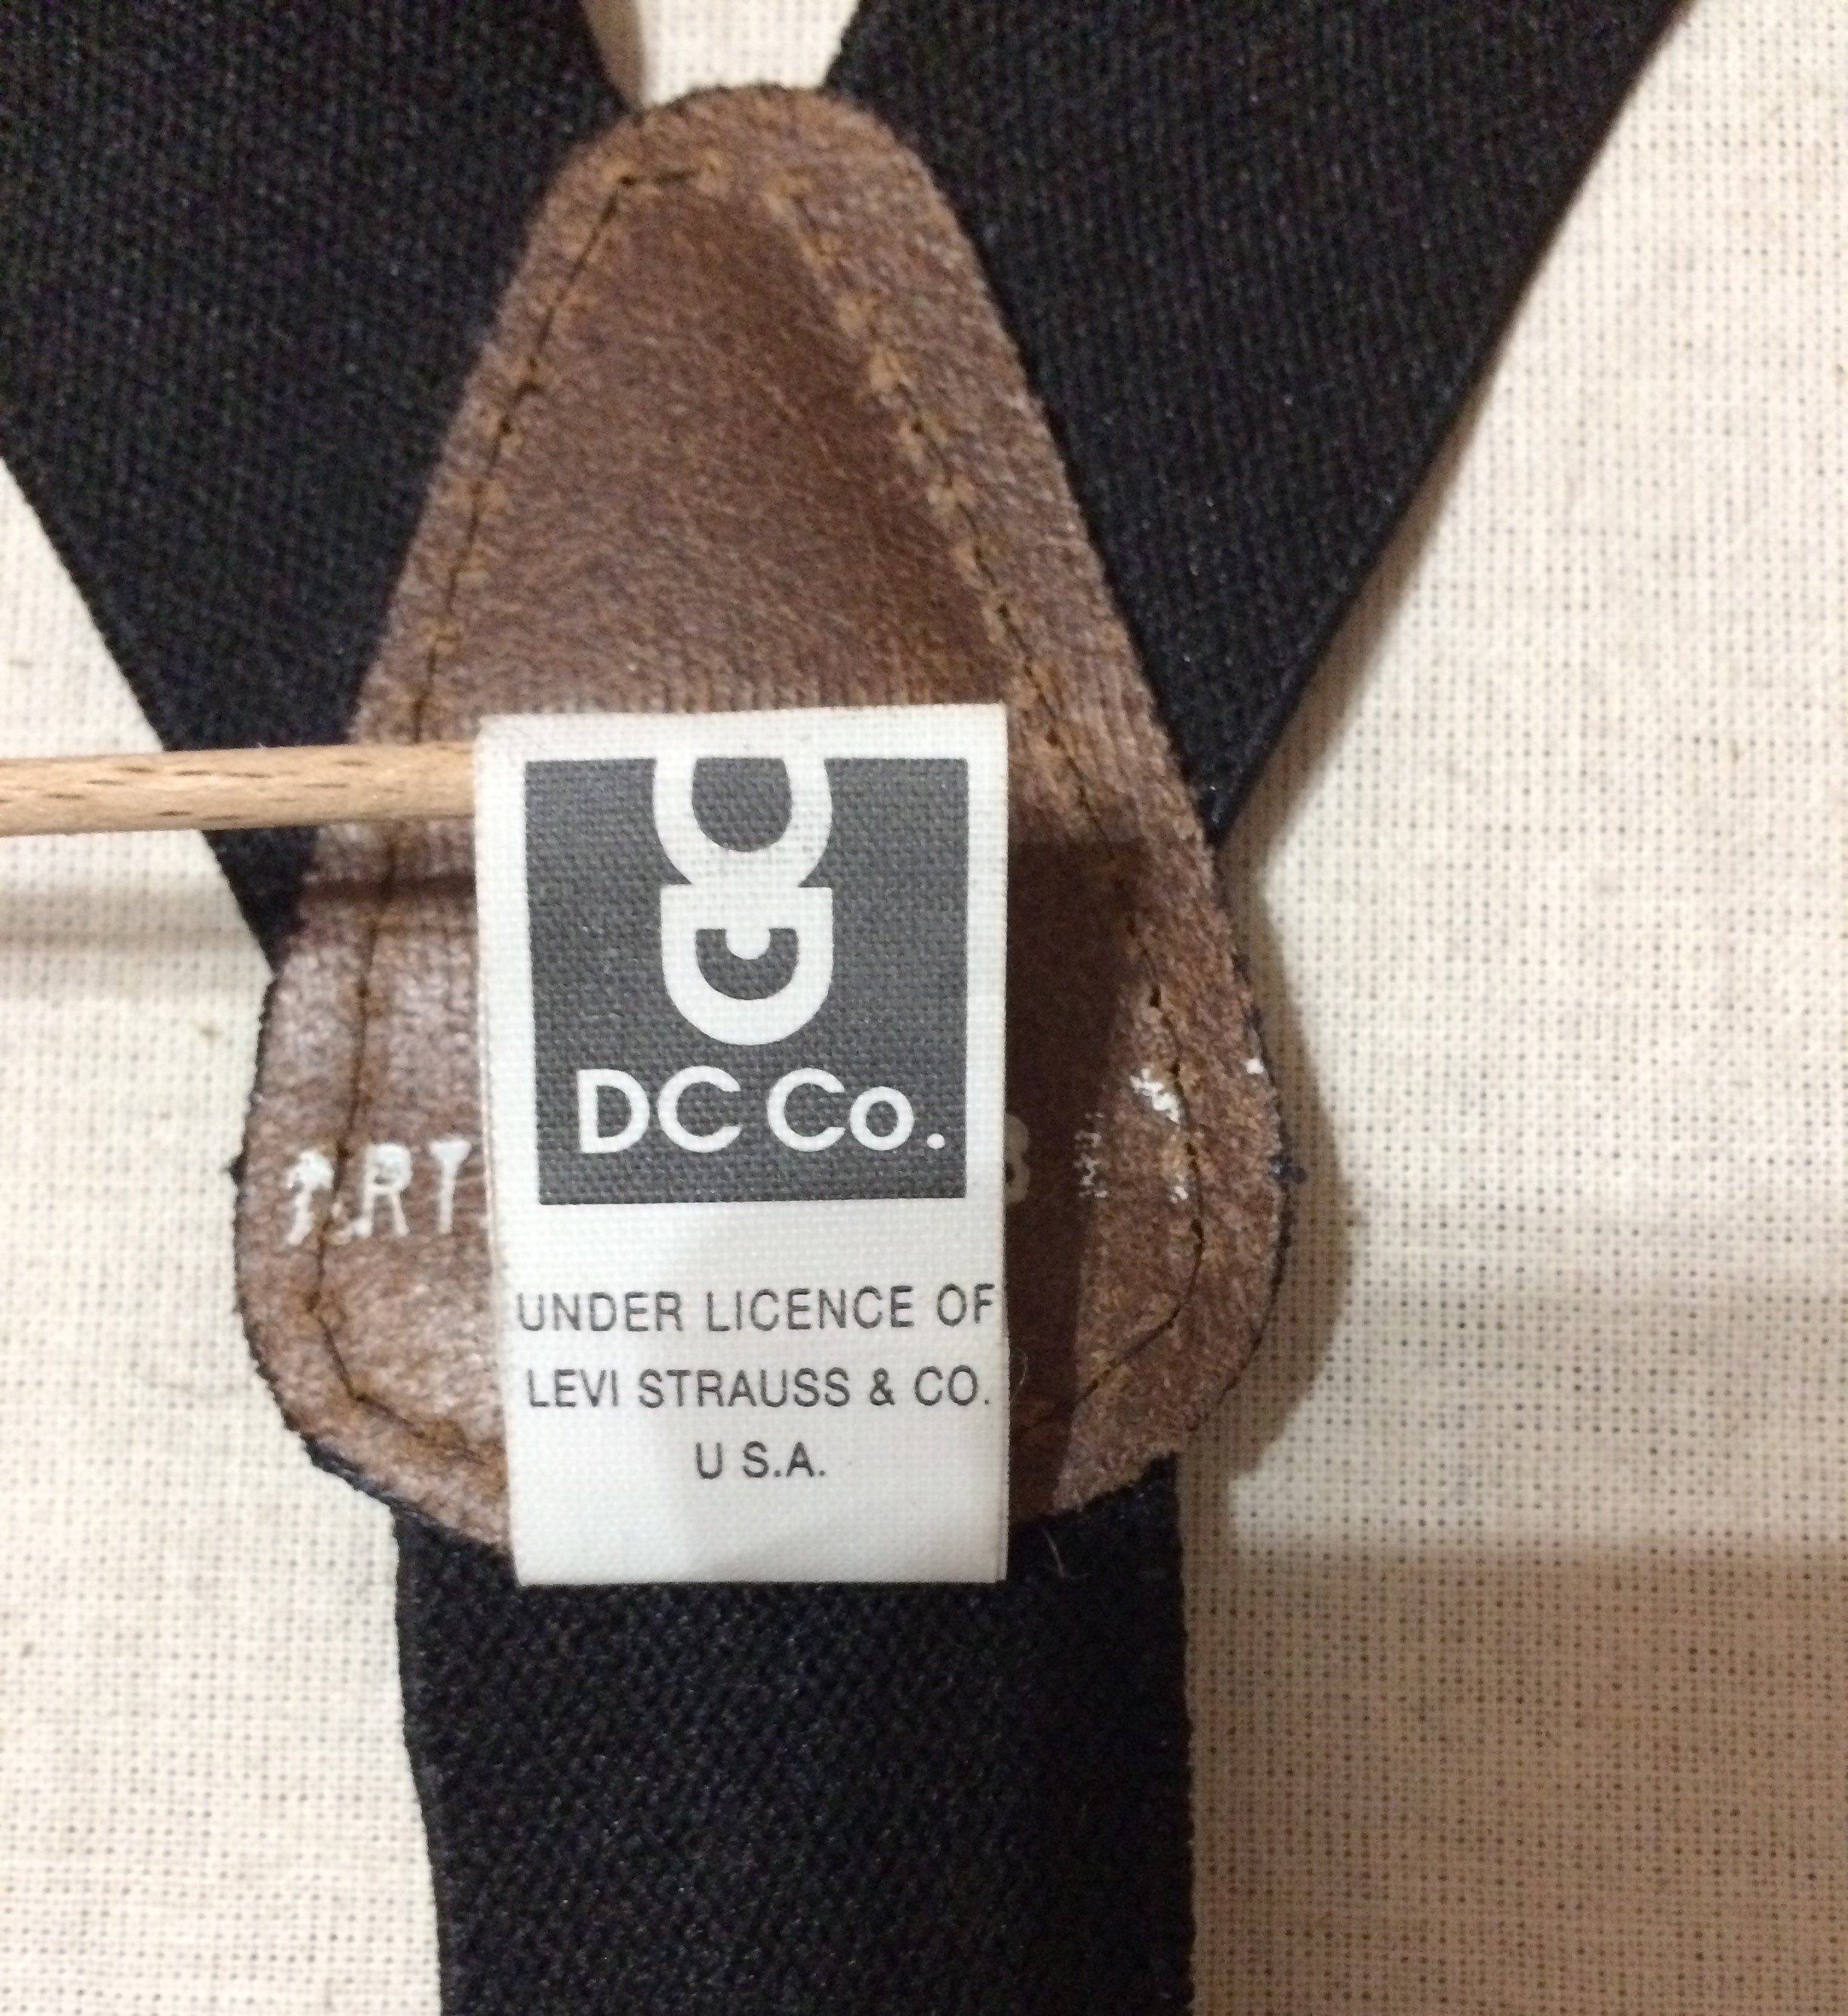 DC Co.
UNDER LICENCE OF
LEVI STRAUSS & CO.
U S.A.